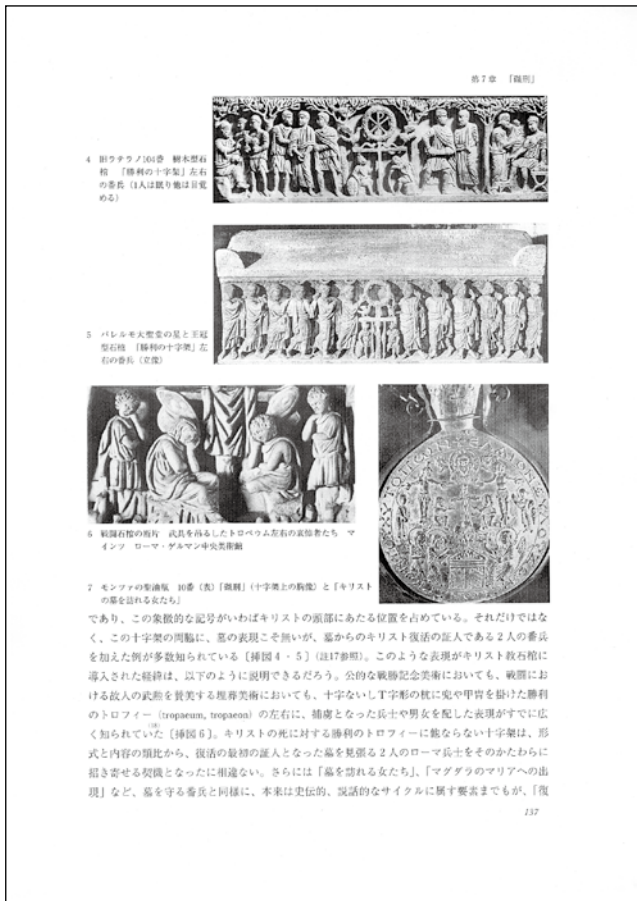 第7章 「磔刑」
4 旧ラテラノ164番 樹木型石
棺 「勝利の十字架」左右
の番兵（1人は眠り他は目覚
める）
5 パレルモ大聖堂の星と王冠
型石棺 「勝利の十字架」左
右の番兵（立像）
6 戦闘石棺の断片 武具を吊るしたトロペウム左右の哀悼者たち マ
インツ ローマ・ゲルマン中央美術館
7 モンツァの聖油瓶 10番（表）「磔刑」（十字架上の胸像）と「キリスト
の墓を訪れる女たち」
であり、この象徴的な記号がいわばキリストの頭部にあたる位置を占めている。それだけではな
く、この十字架の両脇に、墓の表現こそ無いが、墓からのキリスト復活の証人である2人の番兵
を加えた例が多数知られている［挿図4・5］（註17参照）。このような表現がキリスト教石棺に
導入された経緯は、以下のように説明できるだろう。公的な戦勝記念美術においても、戦闘にお
ける故人の武勲を賛美する埋葬美術においても、十字ないしT字形の杭に兜や甲冑を掛けた勝利
のトロフィー（tropaeum, tropaeon）の左右に、捕虜となった兵士や男女を配した表現がすでに広
く知られていた［挿図6］。キリストの死に対する勝利のトロフィーに他ならない十字架は、形
式と内容の類比から、復活の最初の証人となった墓を見張る2人のローマ兵士をそのかたわらに
招き寄せる契機となったに相違ない。さらには「墓を訪れる女たち」、「マグダラのマリアへの出
現」など、墓を守る番兵と同様に、本来は史伝的、説話的なサイクルに属す要素までもが、「復
137